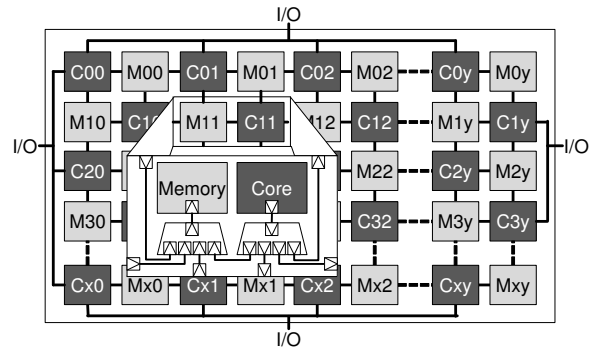 I/O
C00 M00 C01 M01 C02 M02 C0y M0y
M10 M11 C11 M12 C12 M1y C1y
I/O I/O
C20 M22 C2y M2y
Memory Core
M30 C32 M3y C3y
Cx0 Mx0 Cx1 Mx1 Cx2 Mx2 Cxy Mxy
I/O